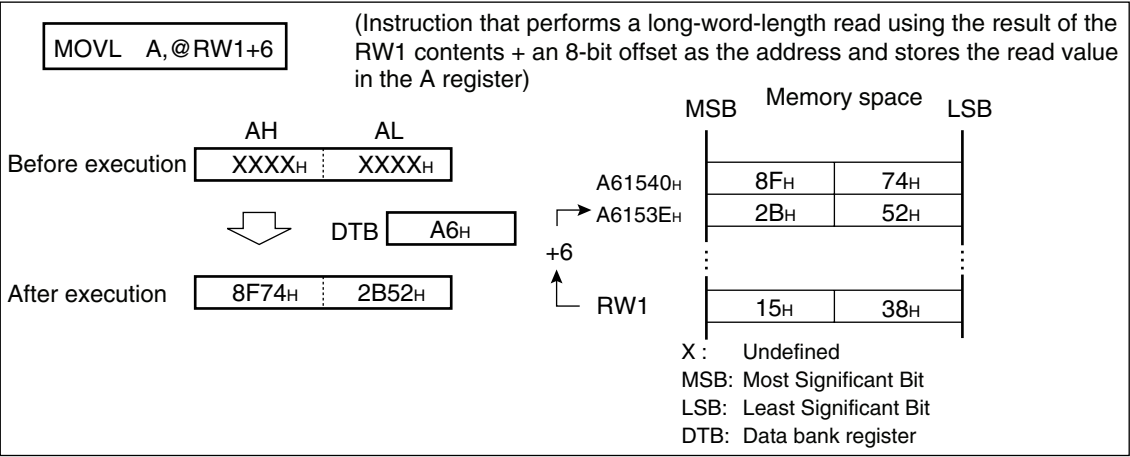 MOVL A,@RW1+6
(Instruction that performs a long-word-length read using the result of the
RW1 contents + an 8-bit offset as the address and stores the read value
in the A register)
MSB Memory space LSB
AH AL
Before execution XXXXH XXXXH
A61540H 8FH 74H
A6153EH 2BH 52H
DTB A6H
+6
After execution 8F74H 2B52H
RW1 15H 38H
X : Undefined
MSB: Most Significant Bit
LSB: Least Significant Bit
DTB: Data bank register